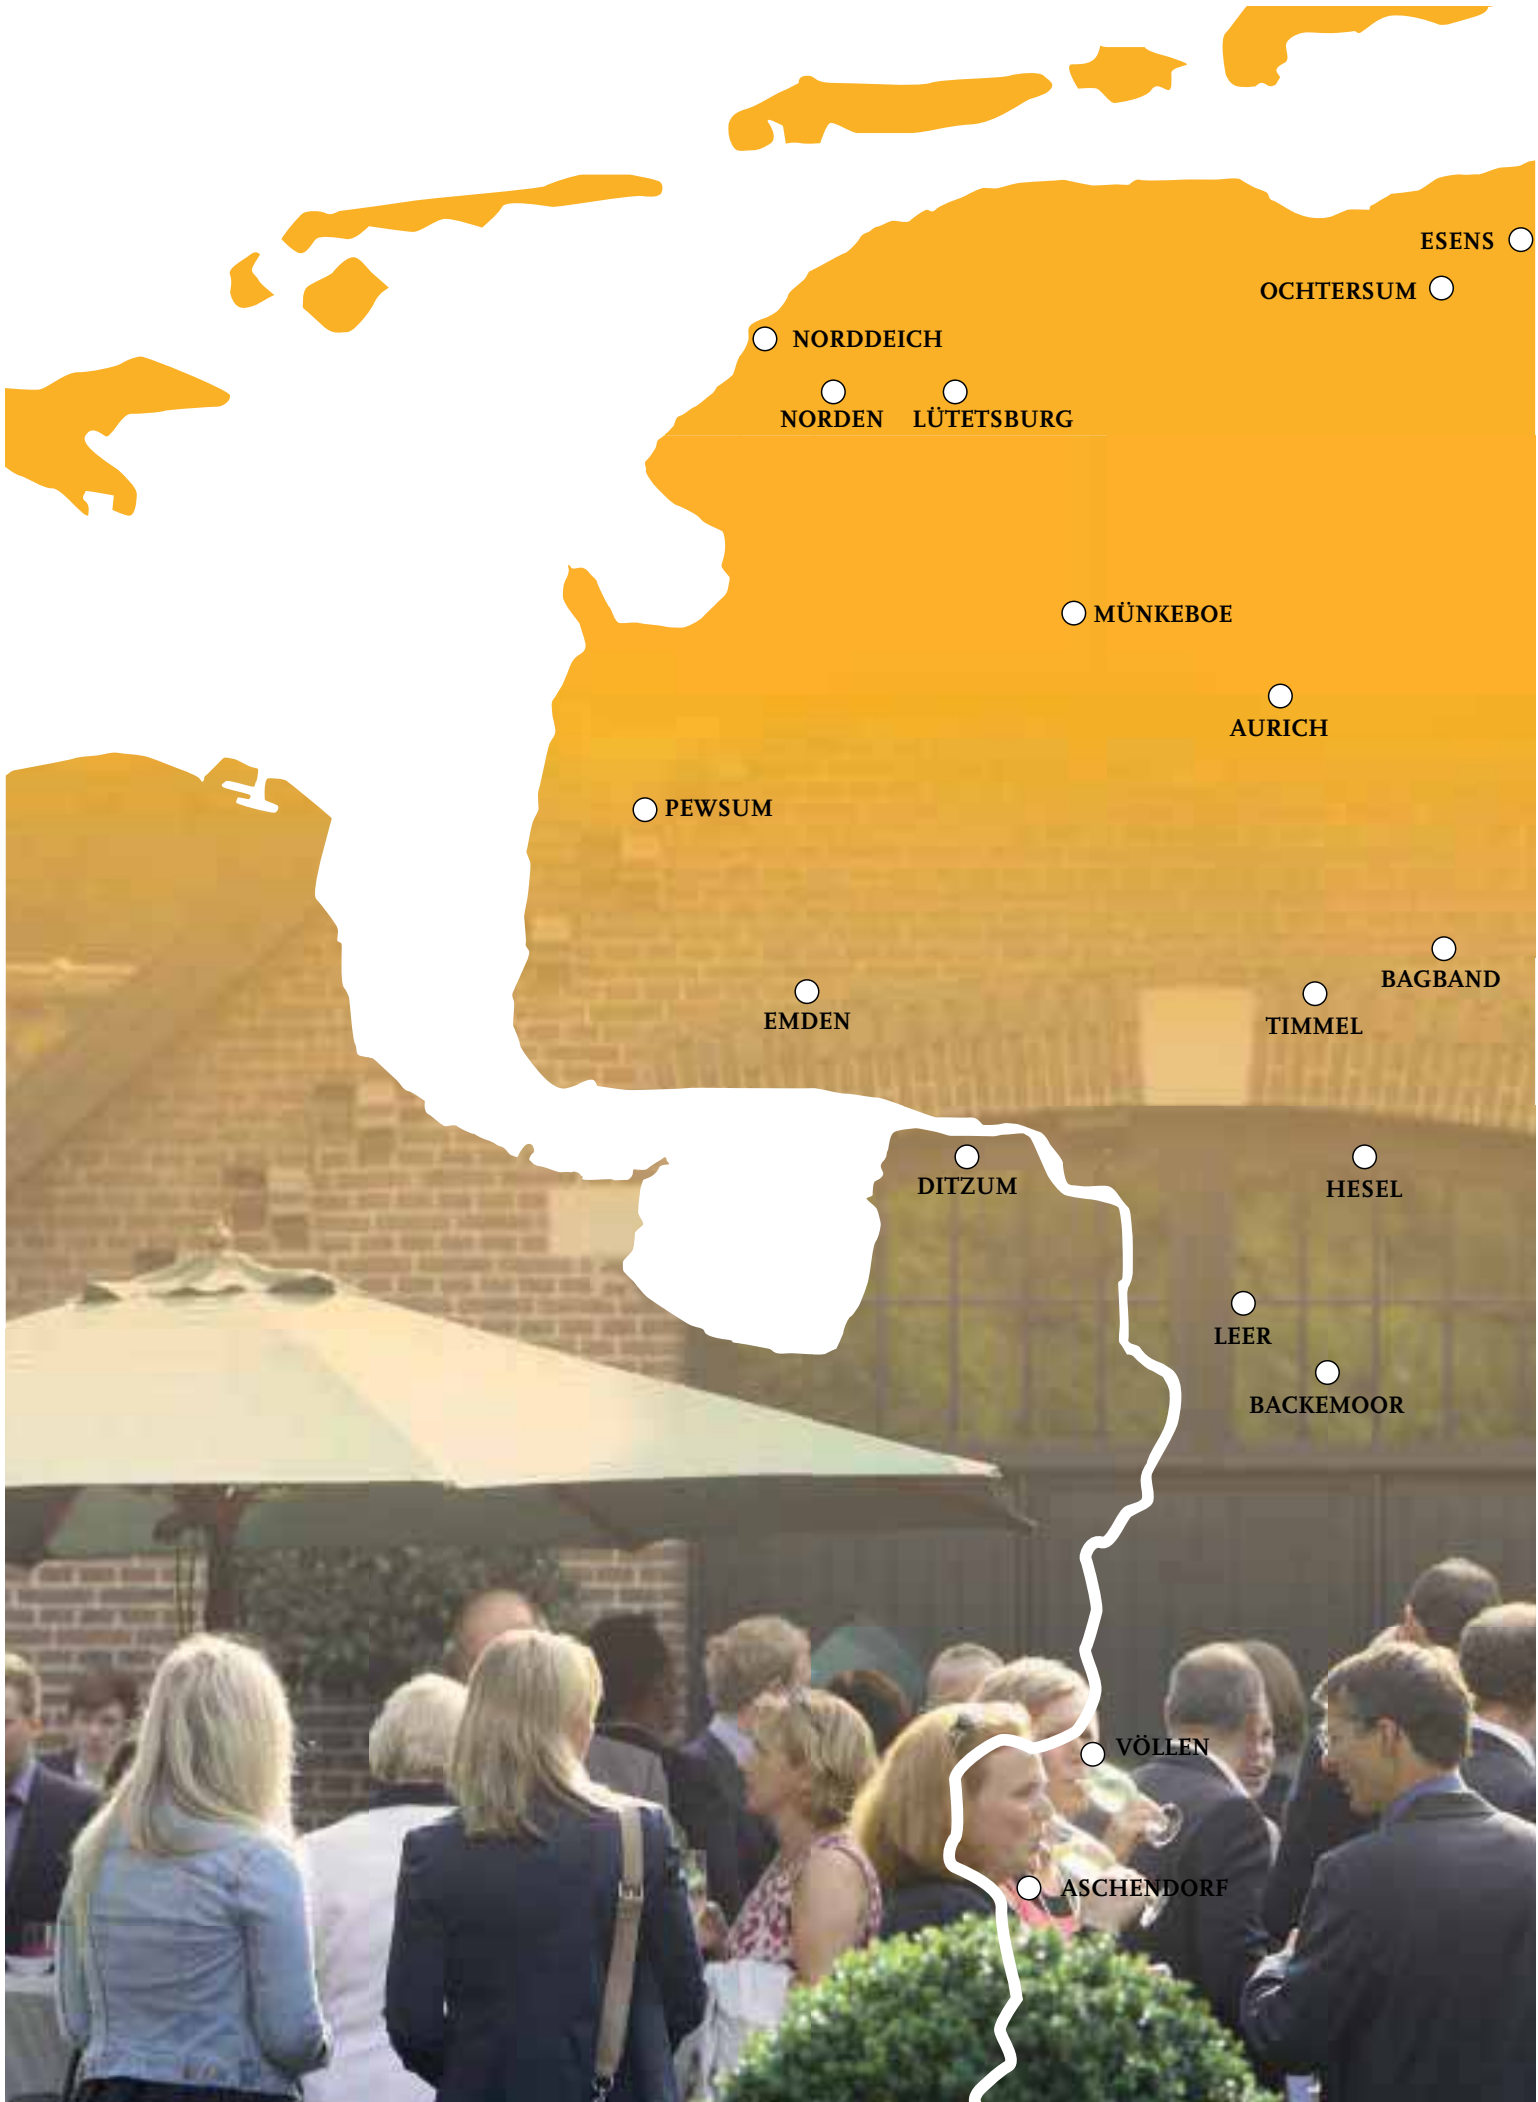 ESENS
OCHTERSUM
NORDDEICH
NORDEN
LÜTETSBURG
MÜNKEBOE
AURICH
PEWSUM
BAGBAND
EMDEN
TIMMEL
DITZUM
HESEL
LEER
BACKEMOOR
VÖLLEN
ASCHENDORF